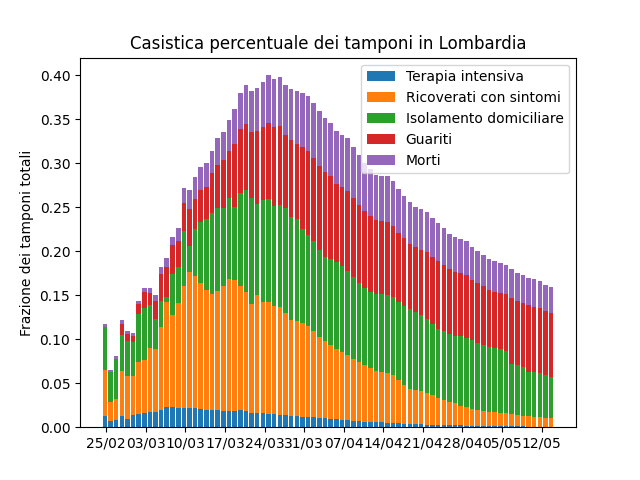 Casistica percentuale dei tamponi in Lombardia
Terapia intensiva
Ricoverati con sintomi
Isolamento domiciliare
Guariti
Morti
Frazione dei tamponi totali
0.40
0.35
0.30
0.25
0.20
0.15
0.10
0.05
0.00
25/02 03/03 10/03 17/03 24/03 31/03 07/04 14/04 21/04 28/04 05/05 12/05